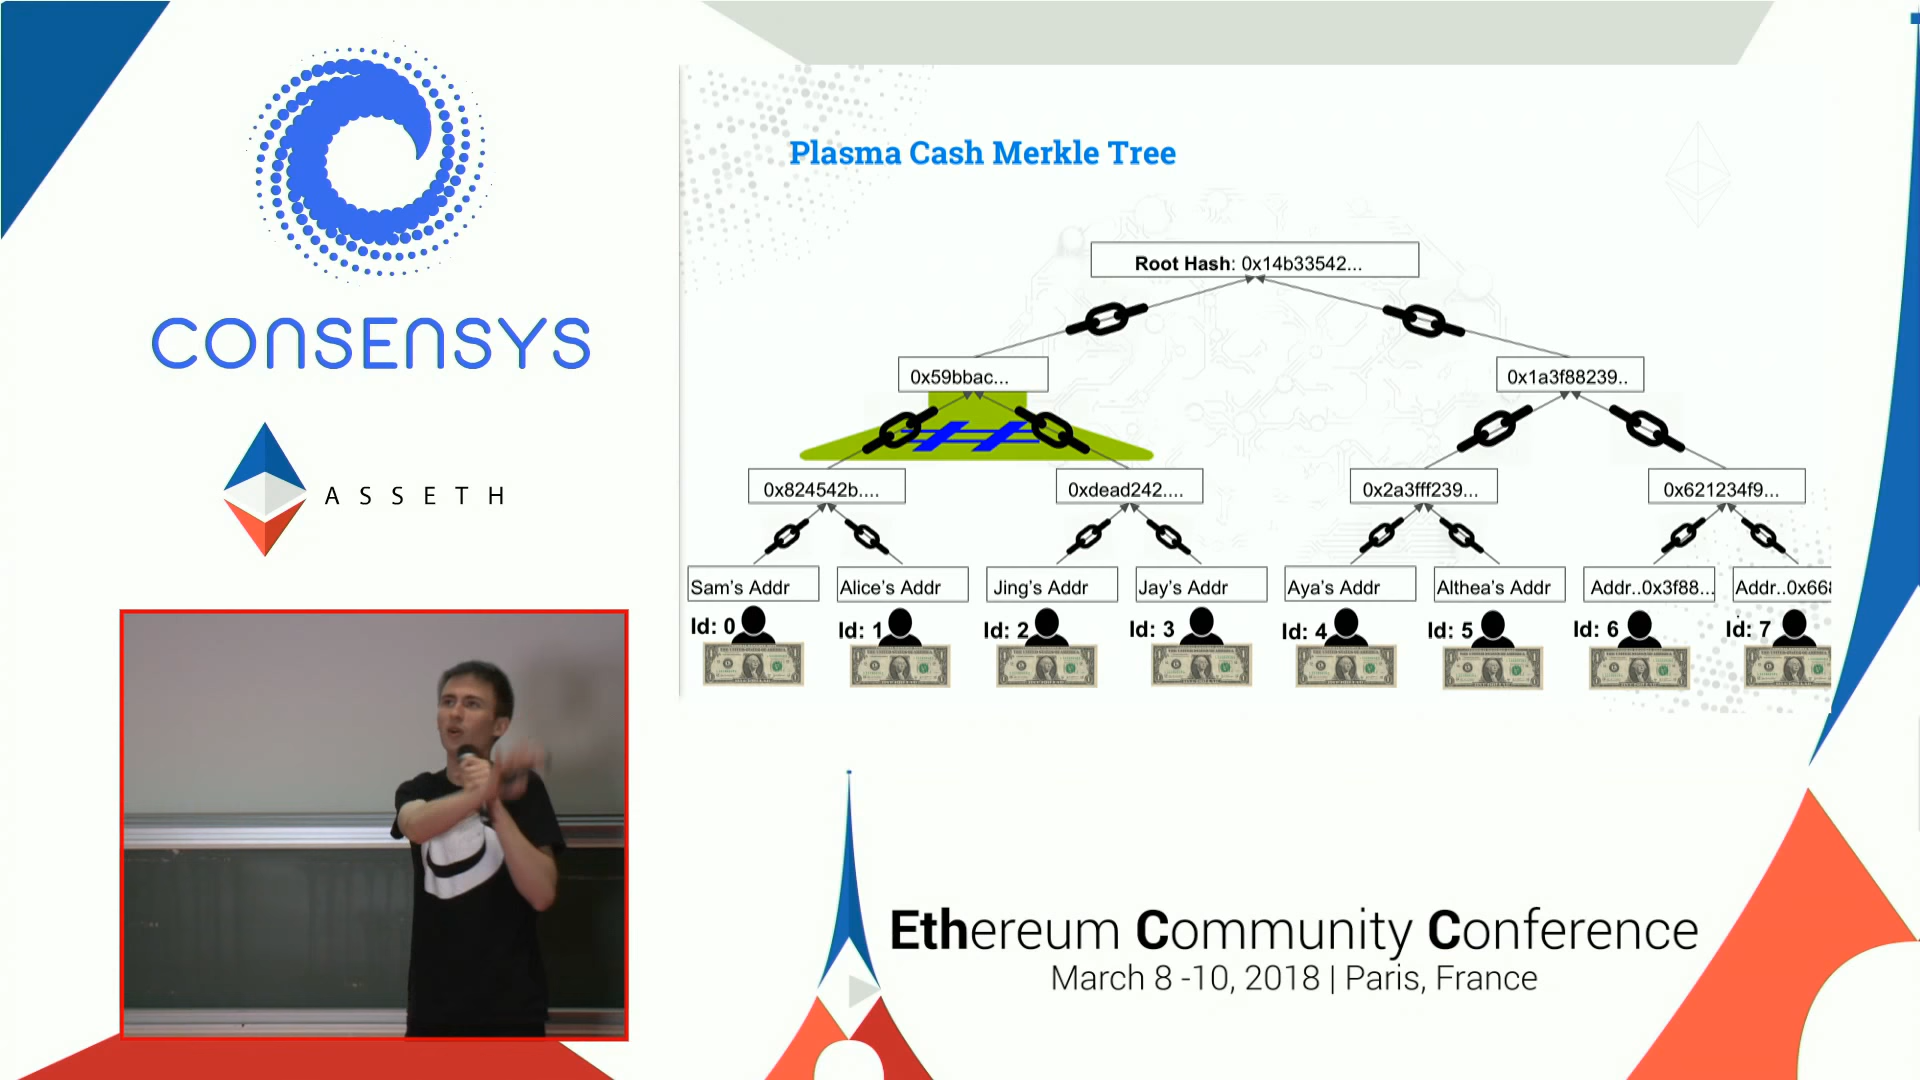 CONSENSYS
ASSETH
Plasma Cash Merkle Tree
Root Hash: 0x14b33542...
0x59bbac...
0x1a3f88239..
0x824542b....
0xdead242....
0x2a3fff239...
0x621234f9...
Sam's Addr
Alice's Addr
Jing's Addr
Jay's Addr
Aya's Addr
Althea's Addr
Addr..0x3f88...
Addr..0x66
Id: 0
Id: 1
Id: 2
Id: 3
Id: 4
Id: 5
Id: 6
Id: 7
Ethereum Community Conference
March 8 -10, 2018 | Paris, France